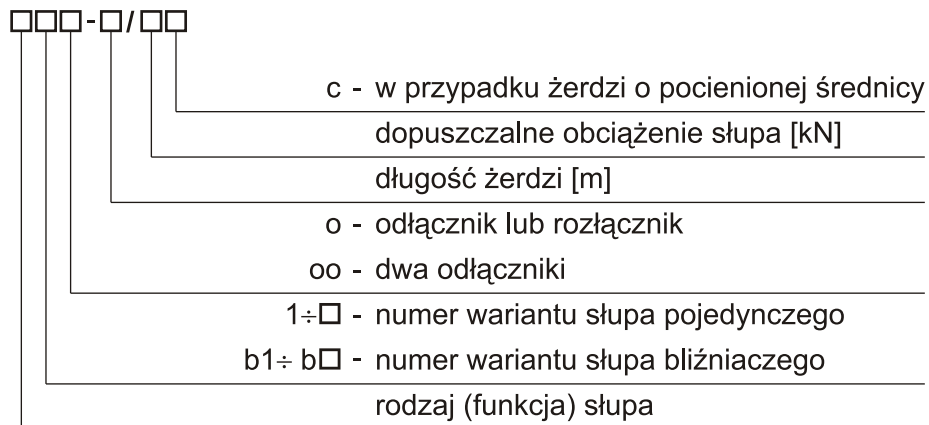 □□□-□/□□
c - w przypadku żerdzi o pocienionej średnicy
dopuszczalne obciążenie słupa [kN]
długość żerdzi [m]
o - odłącznik lub rozłącznik
oo - dwa odłączniki
1÷□ - numer wariantu słupa pojedynczego
b1÷ b□ - numer wariantu słupa bliźniaczego
rodzaj (funkcja) słupa